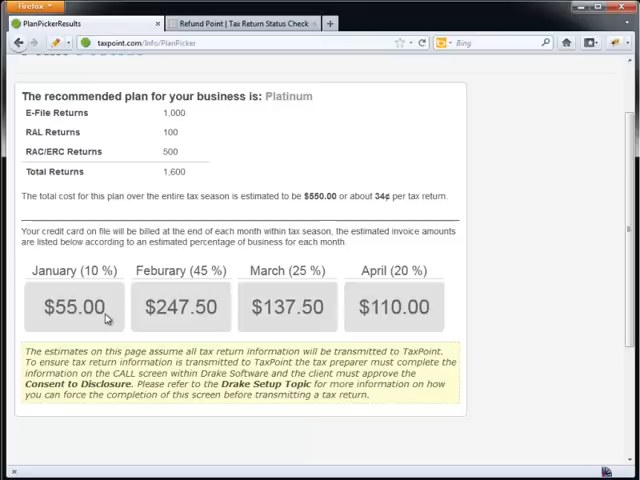 Firefox
PlanPickerResults
Refund Point | Tax Return Status Check
taxpoint.com/Info/PlanPicker
Bing
The recommended plan for your business is: Platinum
E-File Returns 1,000
RAL Returns 100
RAC/ERC Returns 500
Total Returns 1,600
The total cost for this plan over the entire tax season is estimated to be $550.00 or about 34¢ per tax return.
Your credit card on file will be billed at the end of each month within tax season, the estimated invoice amounts
are listed below according to an estimated percentage of business for each month.
January (10 %) Feburary (45 %) March (25 %) April (20 %)
$55.00 $247.50 $137.50 $110.00
The estimates on this page assume all tax return information will be transmitted to TaxPoint.
To ensure tax return information is transmitted to TaxPoint the tax preparer must complete the
information on the CALL screen within Drake Software and the client must approve the
Consent to Disclosure. Please refer to the Drake Setup Topic for more information on how
you can force the completion of this screen before transmitting a tax return.